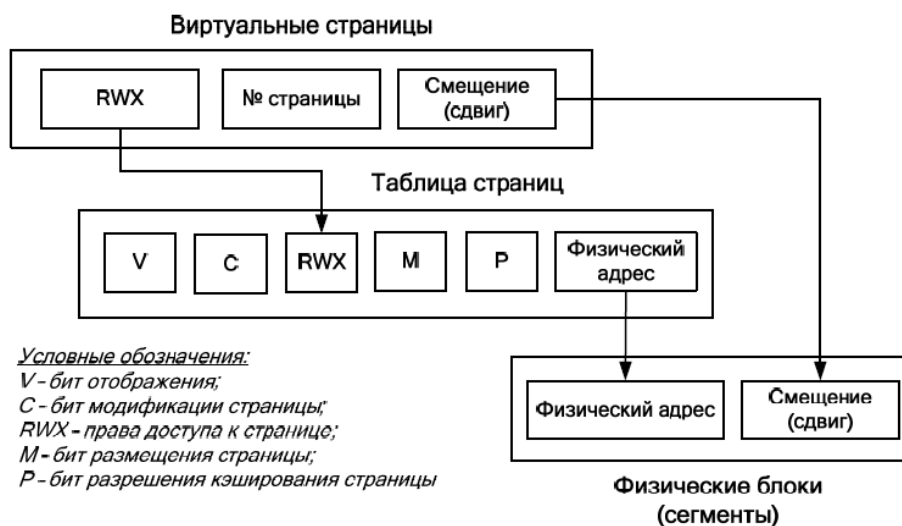 Виртуальные страницы
RWX
№ страницы
Смещение
(сдвиг)
Таблица страниц
V
C
RWX
M
P
Физический
адрес
Условные обозначения:
V - бит отображения;
C - бит модификации страницы;
RWX - права доступа к странице;
M - бит размещения страницы;
P - бит разрешения кэширования страницы
Физический адрес
Смещение
(сдвиг)
Физические блоки
(сегменты)